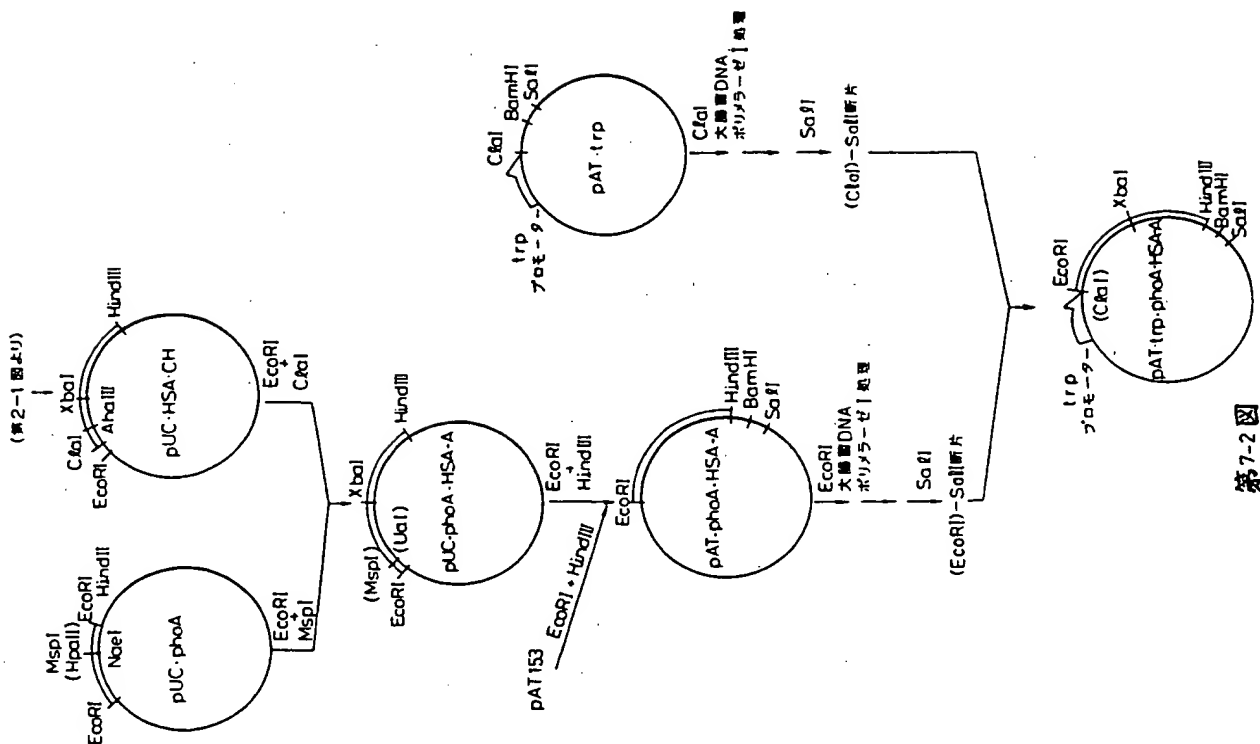 (第2-1図より)
EcoRI
MspI
(HpaII)
NaeI
EcoRI
HindIII
pUC・phoA
EcoRI
+
MspI
EcoRI
ClaI
AhaIII
XbaI
HindIII
pUC・HSA・CH
EcoRI
+
ClaI
EcoRI
(MspI)
(UaI)
XbaI
HindIII
pUC・phoA・HSA-A
EcoRI
+
HindIII
pAT153
EcoRI + HindIII
EcoRI
HindIII
BamHI
SalI
pAT・phoA・HSA-A
EcoRI
大腸菌DNA
ポリメラーゼI処理
SalI
(EcoRI)-SalI断片
trp
プロモーター
ClaI
BamHI
SalI
pAT・trp
ClaI
大腸菌DNA
ポリメラーゼI処理
SalI
(ClaI)-SalI断片
trp
プロモーター
EcoRI
(ClaI)
XbaI
HindIII
BamHI
SalI
pAT・trp・phoA・HSA-A
第7-2図